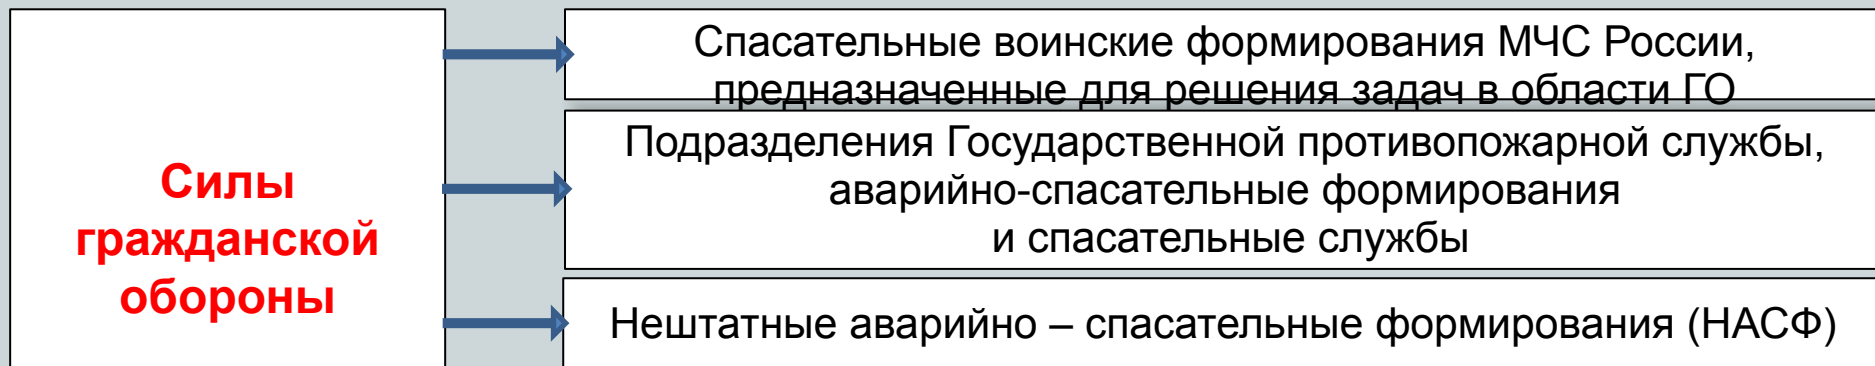 Силы
гражданской
обороны
Спасательные воинские формирования МЧС России,
предназначенные для решения задач в области ГО
Подразделения Государственной противопожарной службы,
аварийно-спасательные формирования
и спасательные службы
Нештатные аварийно – спасательные формирования (НАСФ)